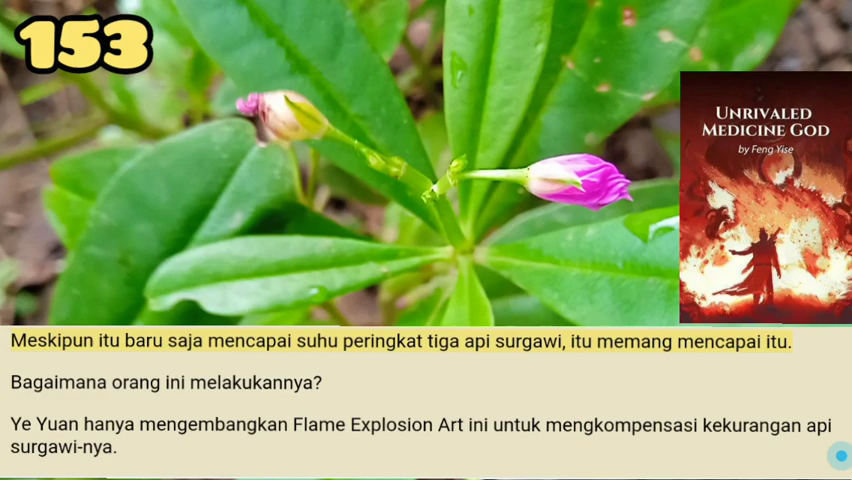 153
UNRIVALED
MEDICINE GOD
by Feng Yise
Meskipun itu baru saja mencapai suhu peringkat tiga api surgawi, itu memang mencapai itu.
Bagaimana orang ini melakukannya?
Ye Yuan hanya mengembangkan Flame Explosion Art ini untuk mengkompensasi kekurangan api
surgawi-nya.